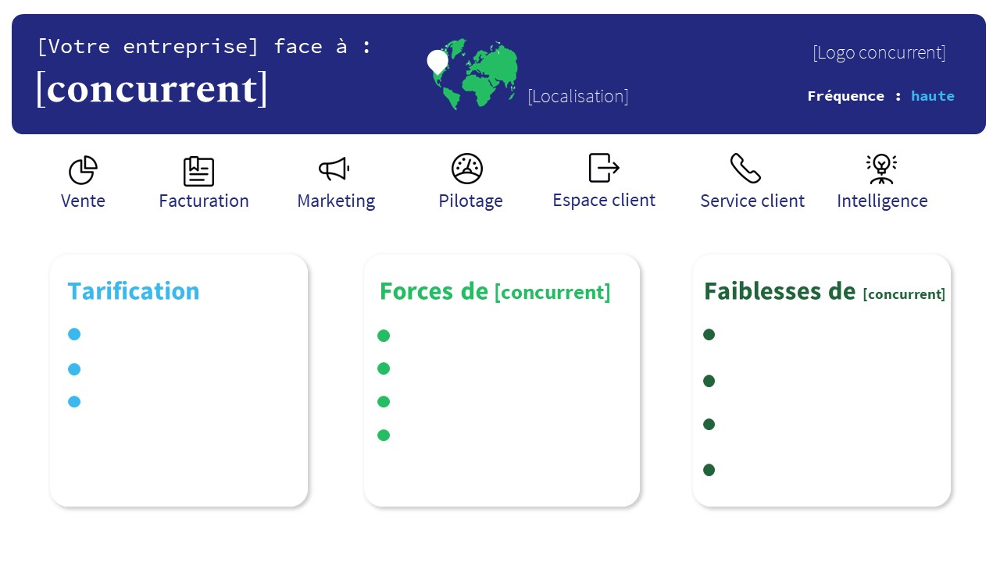 [Votre entreprise] face à :
[concurrent]
[Localisation]
[Logo concurrent]
Fréquence : haute
Vente
Facturation
Marketing
Pilotage
Espace client
Service client
Intelligence
Tarification
Forces de [concurrent]
Faiblesses de [concurrent]